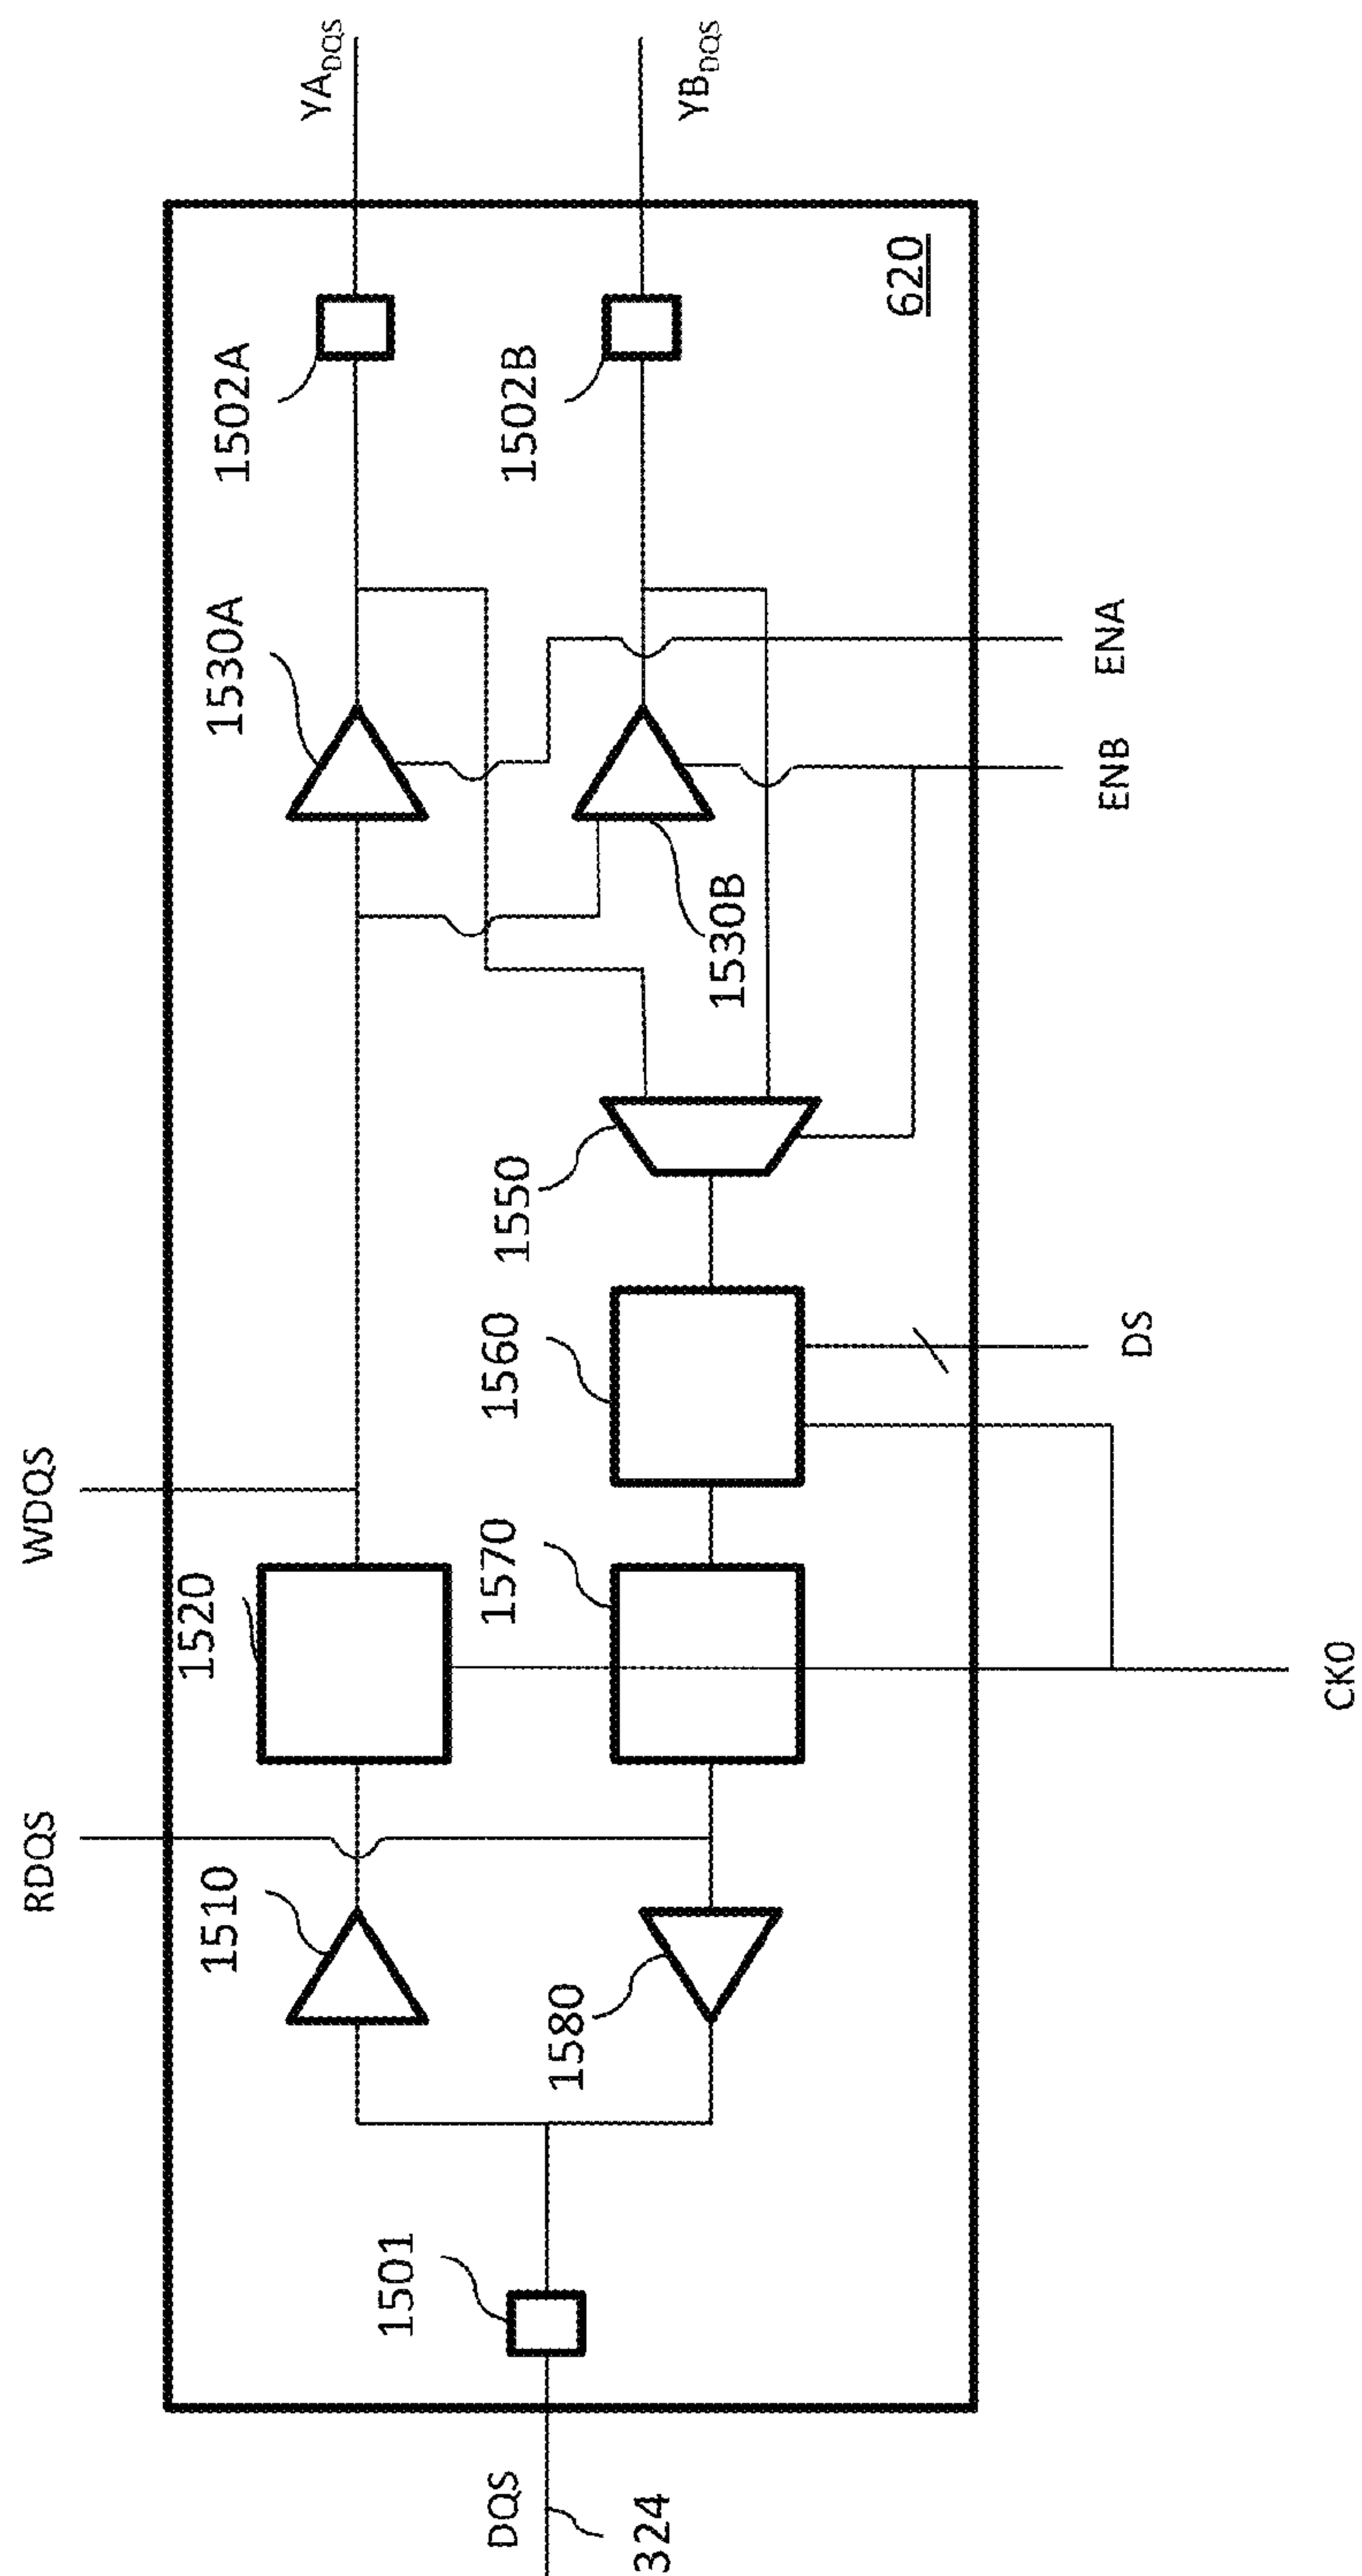 DQS
324
1501
RDQS
WDQS
1510
1520
1580
1570
1560
1550
1530A
1530B
1502A
1502B
YA_DQS
YB_DQS
620
CK0
DS
ENB
ENA